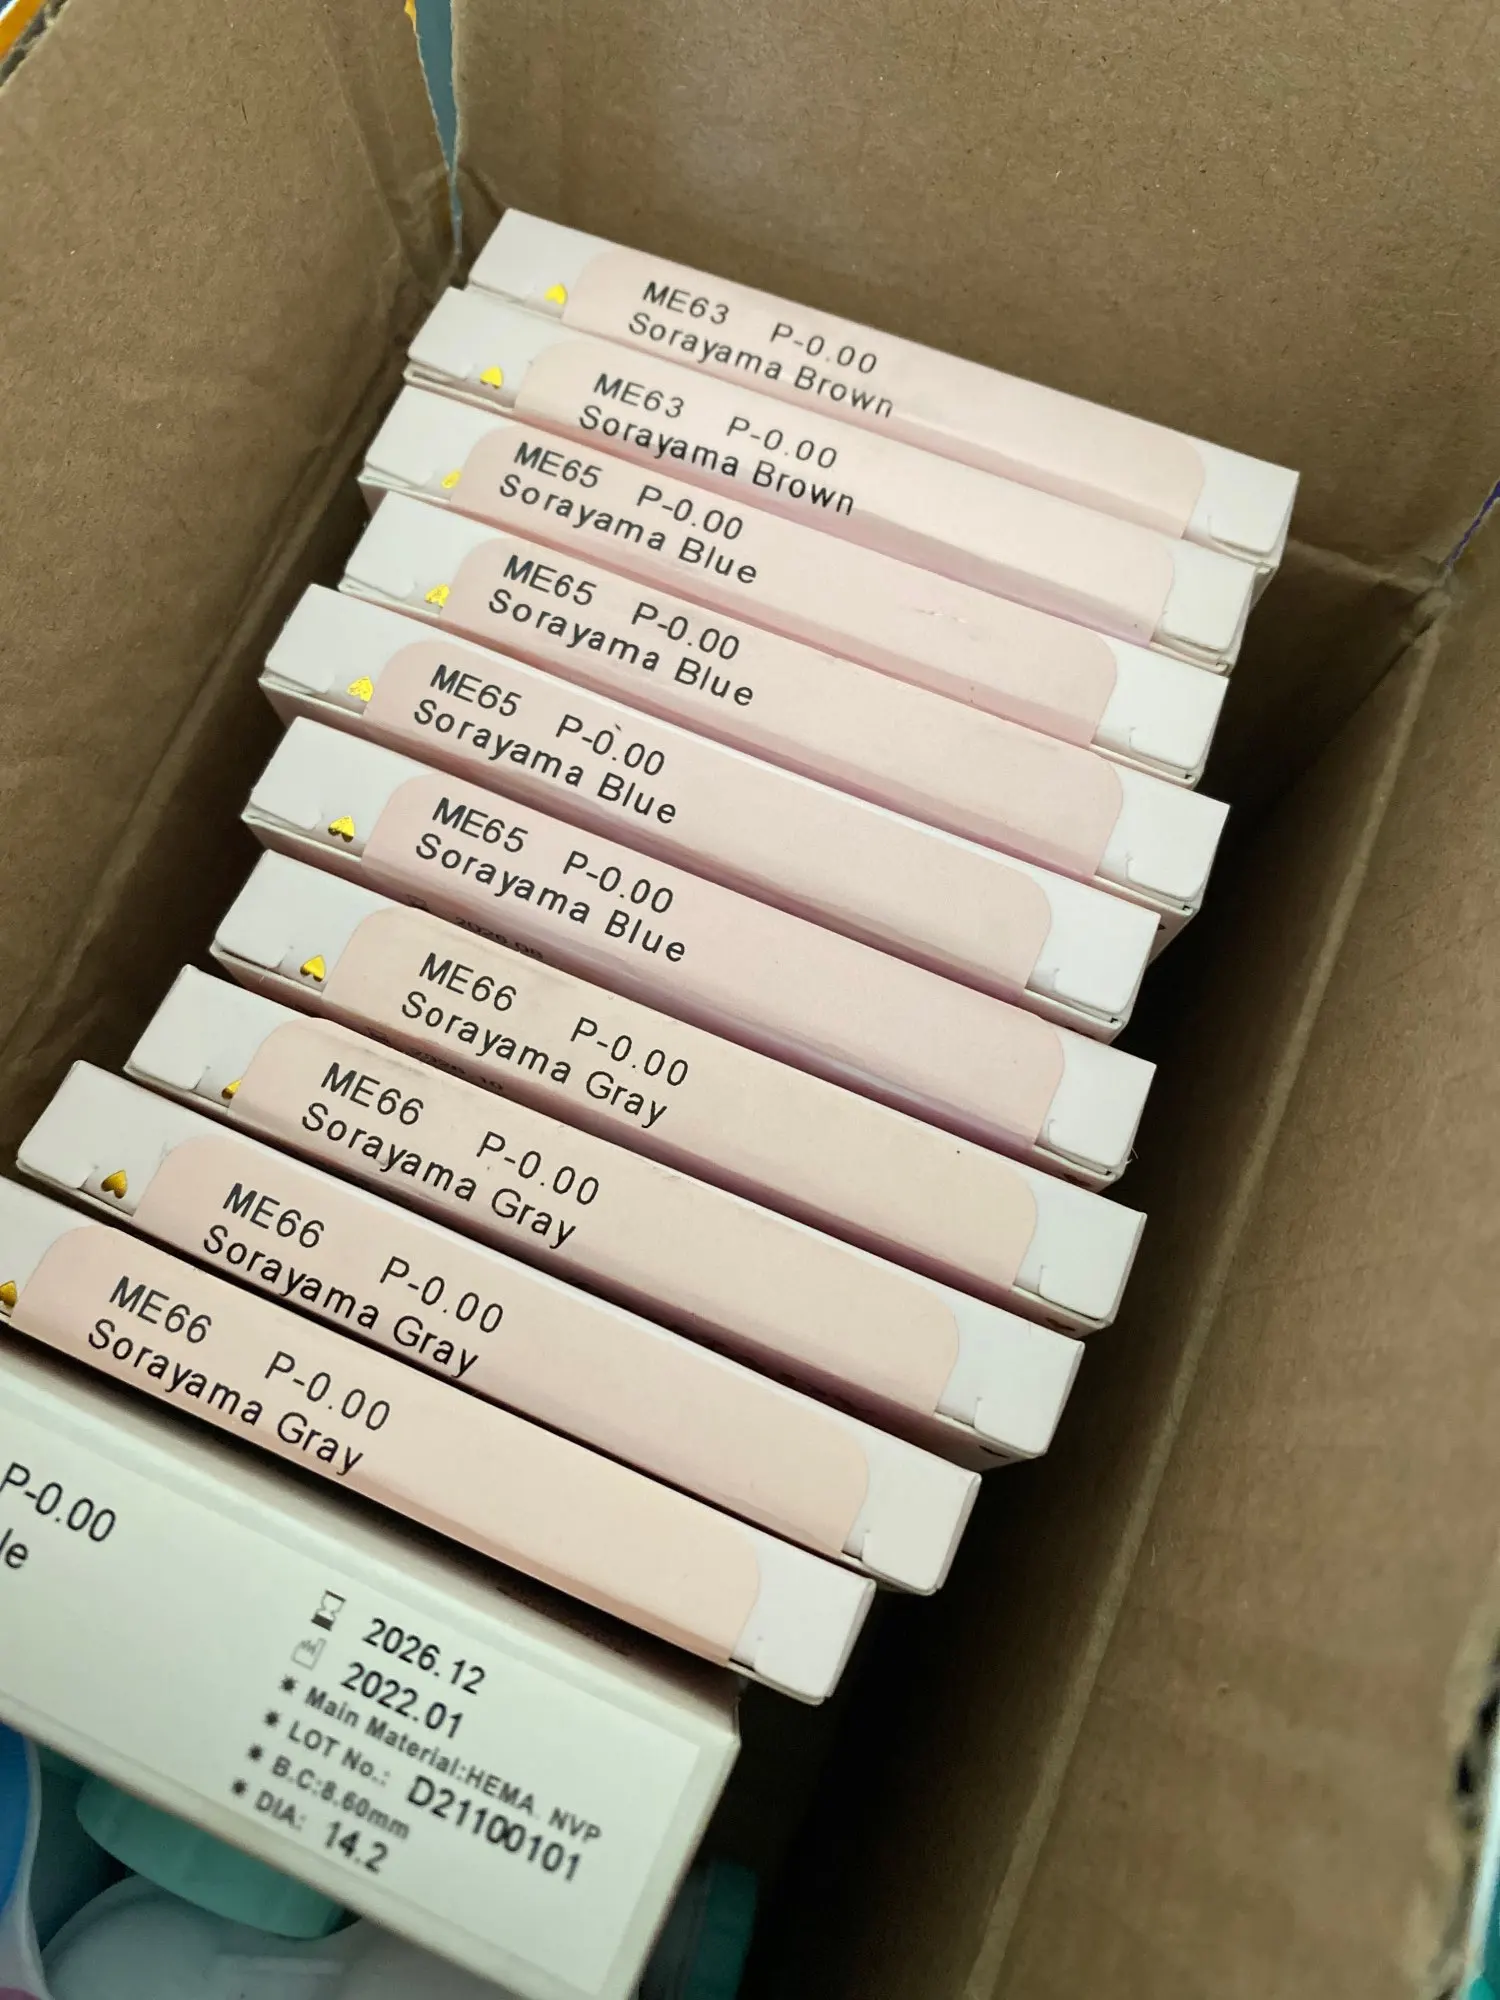 ME63 P-0.00
Sorayama Brown
ME63 P-0.00
Sorayama Brown
ME65 P-0.00
Sorayama Blue
ME65 P-0.00
Sorayama Blue
ME65 P-0.00
Sorayama Blue
ME65 P-0.00
Sorayama Blue
ME66 P-0.00
Sorayama Gray
ME66 P-0.00
Sorayama Gray
ME66 P-0.00
Sorayama Gray
ME66 P-0.00
Sorayama Gray
P-0.00
le
2026.12
2022.01
* Main Material:HEMA. NVP
* LOT No.: D21100101
* B.C:8.60mm
* DIA: 14.2